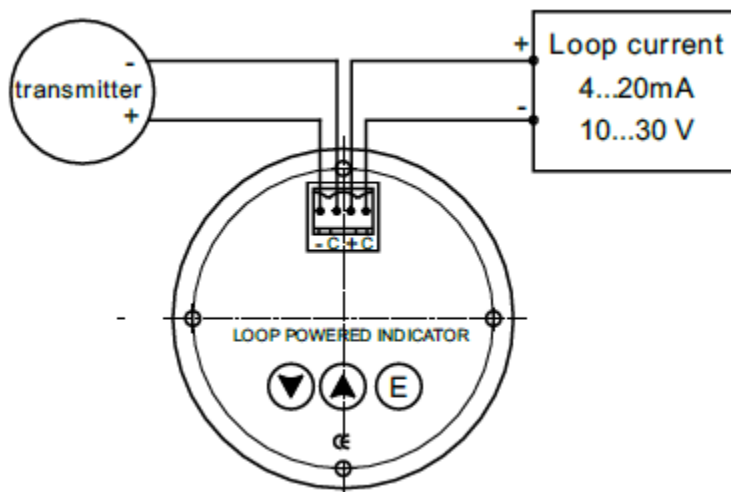 -
transmitter
+
+ Loop current
4...20mA
- 10...30 V
- C + C
-
LOOP POWERED INDICATOR
E
CE